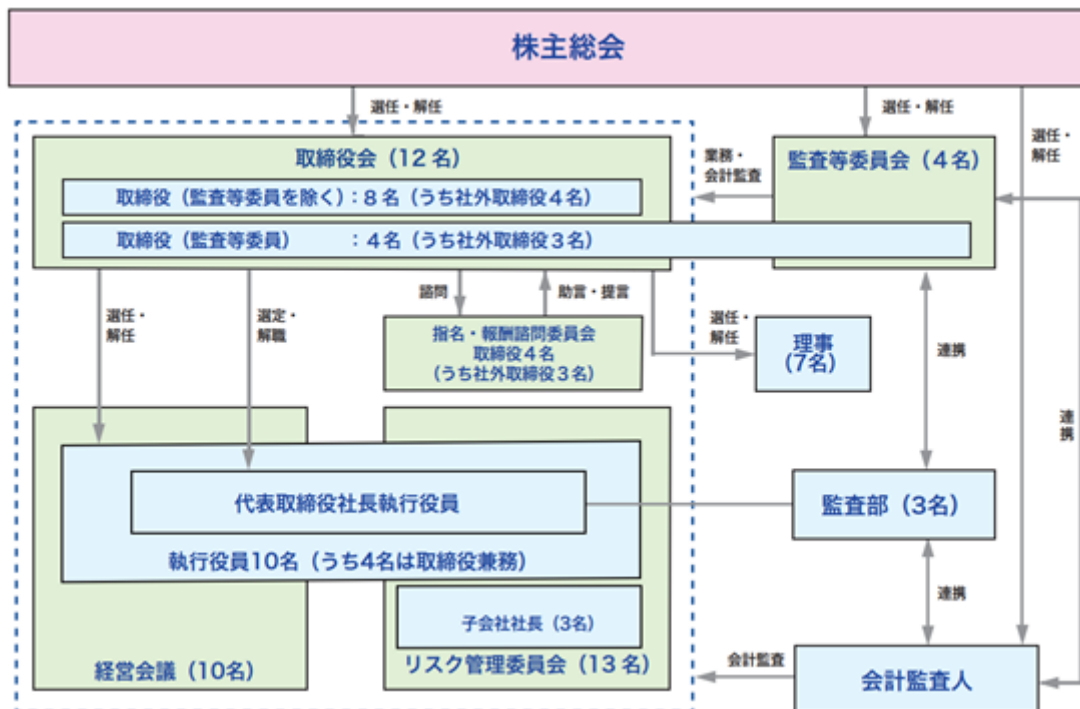 株主総会
選任・解任
選任・解任
選任・
解任
取締役会（12名）
取締役（監査等委員を除く）：8名（うち社外取締役4名）
取締役（監査等委員）　　　：4名（うち社外取締役3名）
業務・
会計監査
監査等委員会（4名）
選任・
解任
選定・
解職
諮問
助言・提言
指名・報酬諮問委員会
取締役4名
（うち社外取締役3名）
選任・
解任
理事
(7名)
連携
連
携
代表取締役社長執行役員
執行役員10名（うち4名は取締役兼務）
監査部（3名）
子会社社長（3名）
経営会議（10名）
リスク管理委員会（13名）
連携
会計監査
会計監査人